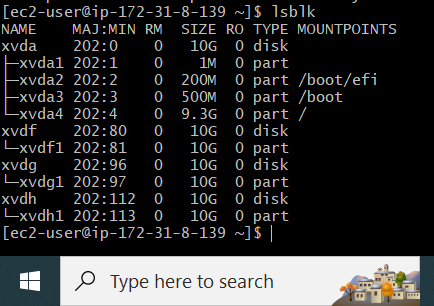 [ec2-user@ip-172-31-8-139 ~]$ lsblk
NAME    MAJ:MIN RM  SIZE RO TYPE MOUNTPOINTS
xvda    202:0    0   10G  0 disk
├─xvda1 202:1    0    1M  0 part
├─xvda2 202:2    0  200M  0 part /boot/efi
├─xvda3 202:3    0  500M  0 part /boot
└─xvda4 202:4    0  9.3G  0 part /
xvdf    202:80   0   10G  0 disk
└─xvdf1 202:81   0   10G  0 part
xvdg    202:96   0   10G  0 disk
└─xvdg1 202:97   0   10G  0 part
xvdh    202:112  0   10G  0 disk
└─xvdh1 202:113  0   10G  0 part
[ec2-user@ip-172-31-8-139 ~]$
Type here to search